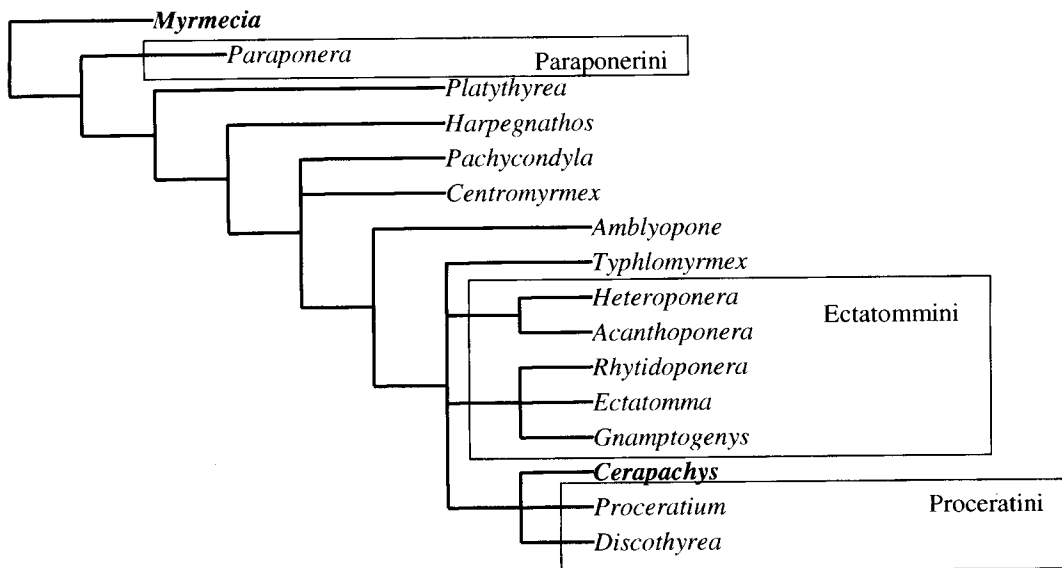 Myrmecia
Paraponera Paraponerini
Platythyrea
Harpegnathos
Pachycondyla
Centromyrmex
Amblyopone
Typhlomyrmex
Heteroponera Ectatommini
Acanthoponera
Rhytidoponera
Ectatomma
Gnamptogenys
Cerapachys
Proceratium Proceratini
Discothyrea